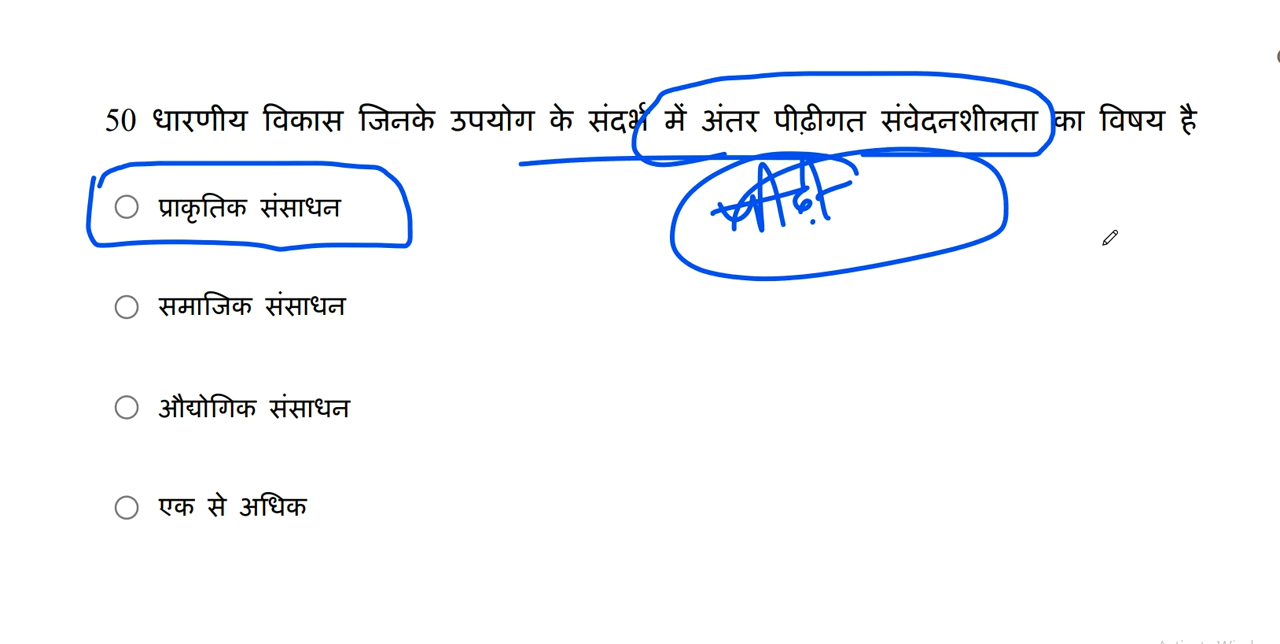 50 धारणीय विकास जिनके उपयोग के संदर्भ में अंतर पीढ़ीगत संवेदनशीलता का विषय है
पीढ़ी
प्राकृतिक संसाधन
समाजिक संसाधन
औद्योगिक संसाधन
एक से अधिक